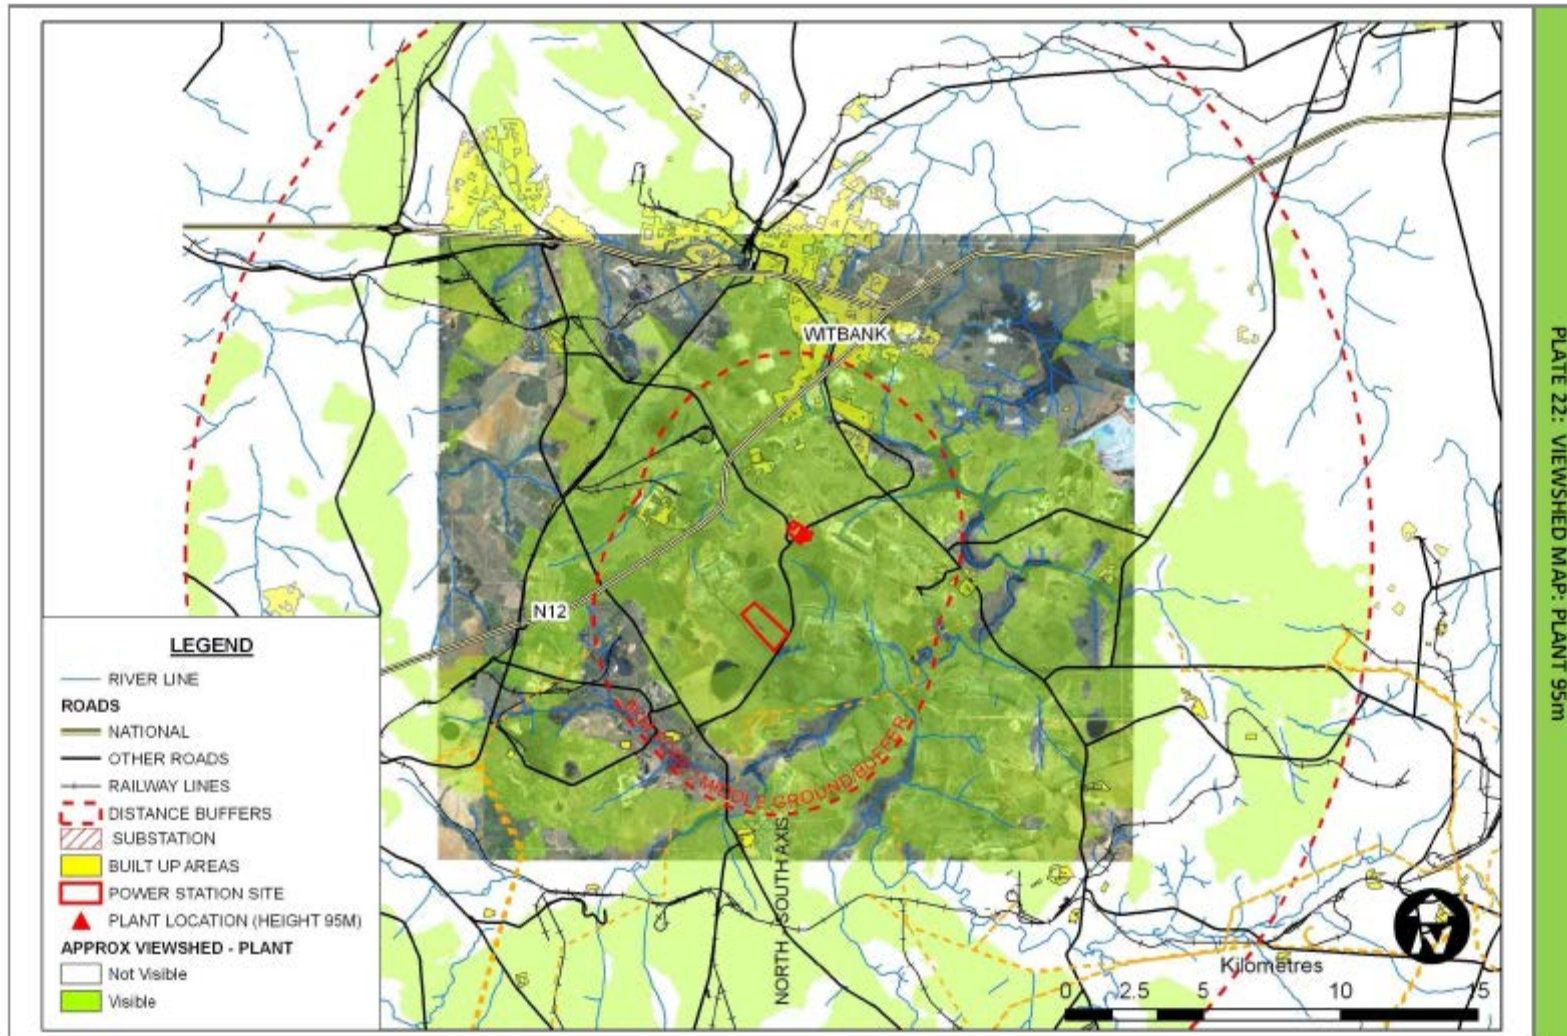 WITBANK
N12
MIDDLE GROUND BUFFER
NORTH SOUTH AXIS
LEGEND
RIVER LINE
ROADS
NATIONAL
OTHER ROADS
RAILWAY LINES
DISTANCE BUFFERS
SUBSTATION
BUILT UP AREAS
POWER STATION SITE
PLANT LOCATION (HEIGHT 95M)
APPROX VIEWSHED - PLANT
Not Visible
Visible
Kilometres
0 2.5 5 10 15
PLATE 22: VIEWSHED MAP: PLANT 95m